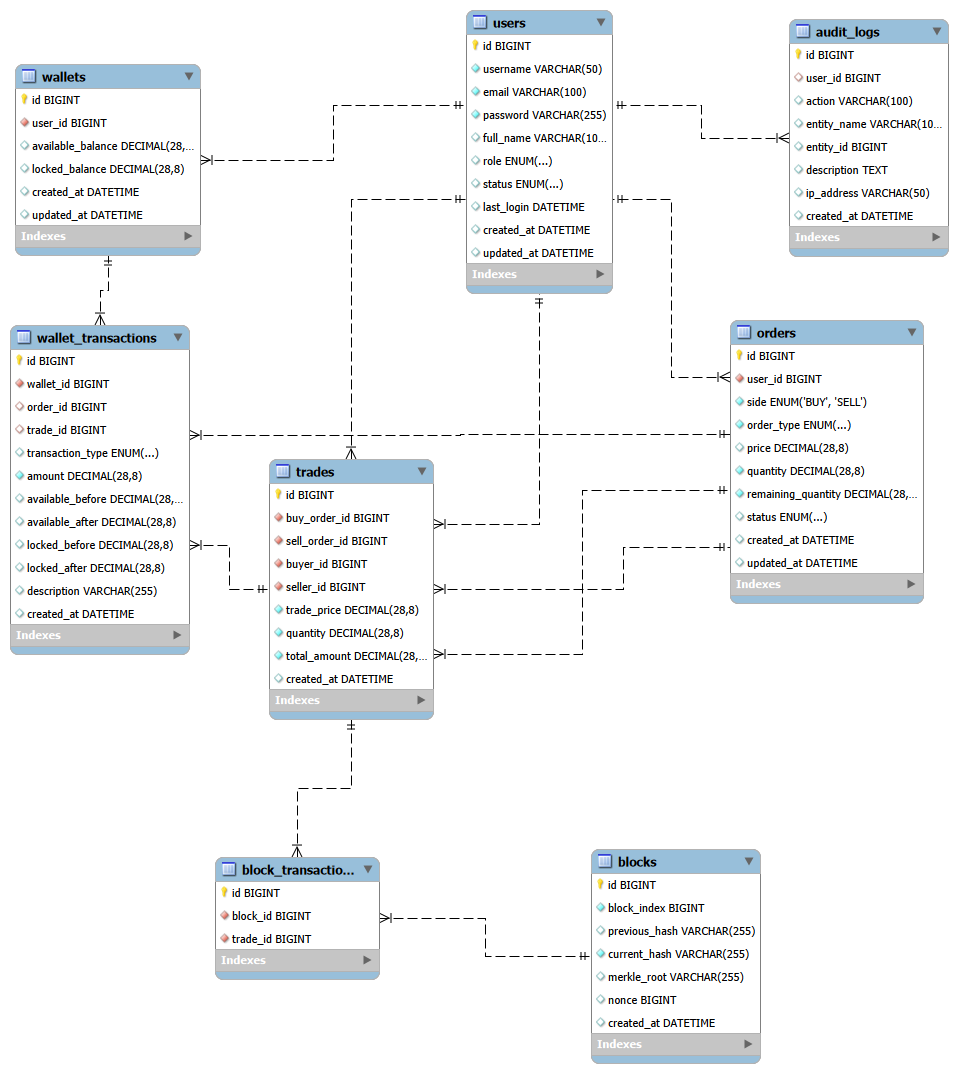 users
id BIGINT
username VARCHAR(50)
email VARCHAR(100)
password VARCHAR(255)
full_name VARCHAR(10...
role ENUM(...)
status ENUM(...)
last_login DATETIME
created_at DATETIME
updated_at DATETIME
Indexes
audit_logs
id BIGINT
user_id BIGINT
action VARCHAR(100)
entity_name VARCHAR(10...
entity_id BIGINT
description TEXT
ip_address VARCHAR(50)
created_at DATETIME
Indexes
wallets
id BIGINT
user_id BIGINT
available_balance DECIMAL(28,...
locked_balance DECIMAL(28,8)
created_at DATETIME
updated_at DATETIME
Indexes
wallet_transactions
id BIGINT
wallet_id BIGINT
order_id BIGINT
trade_id BIGINT
transaction_type ENUM(...)
amount DECIMAL(28,8)
available_before DECIMAL(28,...
available_after DECIMAL(28,8)
locked_before DECIMAL(28,8)
locked_after DECIMAL(28,8)
description VARCHAR(255)
created_at DATETIME
Indexes
orders
id BIGINT
user_id BIGINT
side ENUM('BUY', 'SELL')
order_type ENUM(...)
price DECIMAL(28,8)
quantity DECIMAL(28,8)
remaining_quantity DECIMAL(28,...
status ENUM(...)
created_at DATETIME
updated_at DATETIME
Indexes
trades
id BIGINT
buy_order_id BIGINT
sell_order_id BIGINT
buyer_id BIGINT
seller_id BIGINT
trade_price DECIMAL(28,8)
quantity DECIMAL(28,8)
total_amount DECIMAL(28,...
created_at DATETIME
Indexes
block_transactio...
id BIGINT
block_id BIGINT
trade_id BIGINT
Indexes
blocks
id BIGINT
block_index BIGINT
previous_hash VARCHAR(255)
current_hash VARCHAR(255)
merkle_root VARCHAR(255)
nonce BIGINT
created_at DATETIME
Indexes